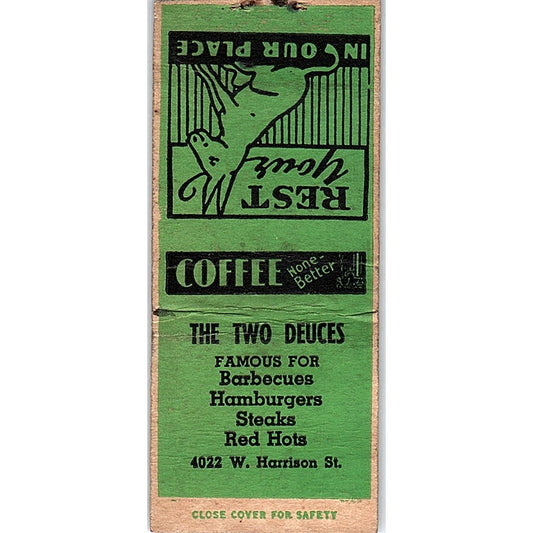 IN OUR PLACE
Your
REST
COFFEE None-
Better
THE TWO DEUCES
FAMOUS FOR
Barbecues
Hamburgers
Steaks
Red Hots
4022 W. Harrison St.
CLOSE COVER FOR SAFETY